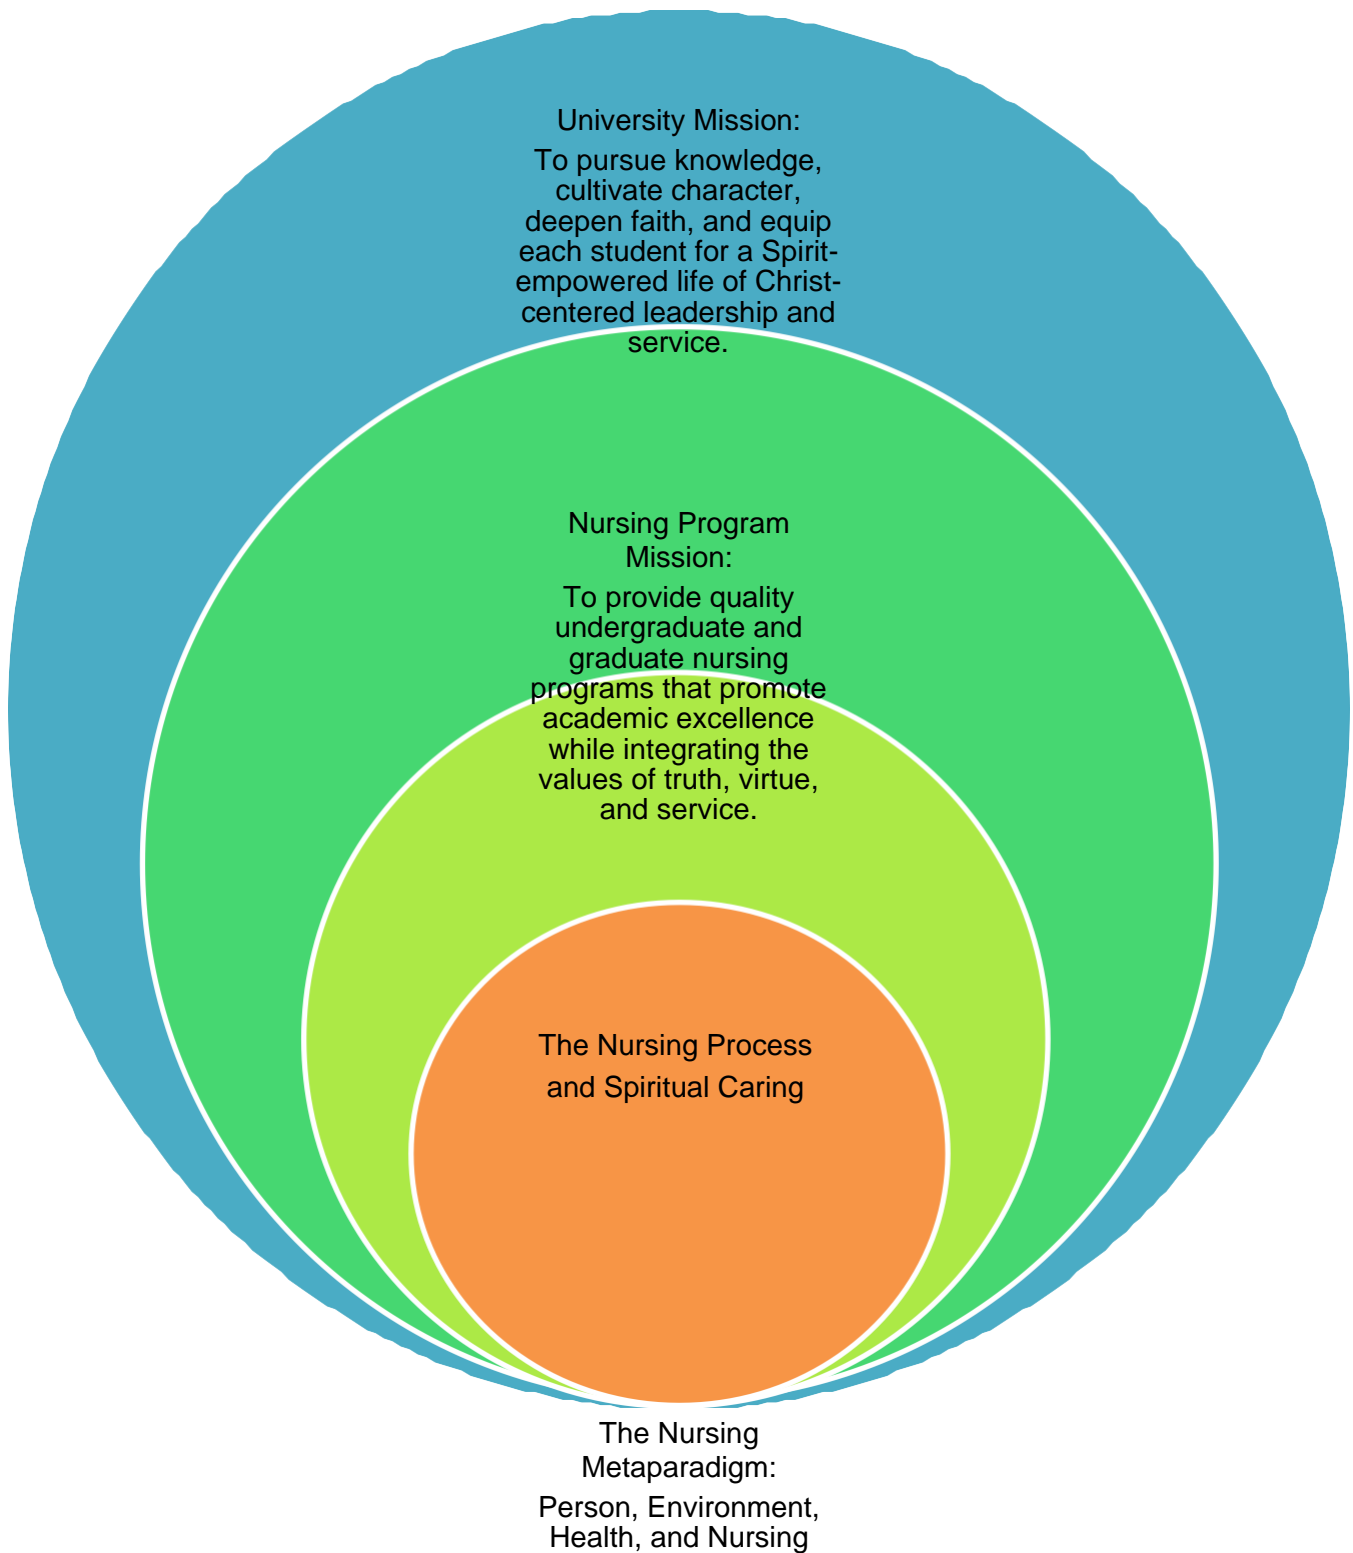 University Mission:
To pursue knowledge,
cultivate character,
deepen faith, and equip
each student for a Spirit-
empowered life of Christ-
centered leadership and
service.
Nursing Program
Mission:
To provide quality
undergraduate and
graduate nursing
programs that promote
academic excellence
while integrating the
values of truth, virtue,
and service.
The Nursing Process
and Spiritual Caring
The Nursing
Metaparadigm:
Person, Environment,
Health, and Nursing